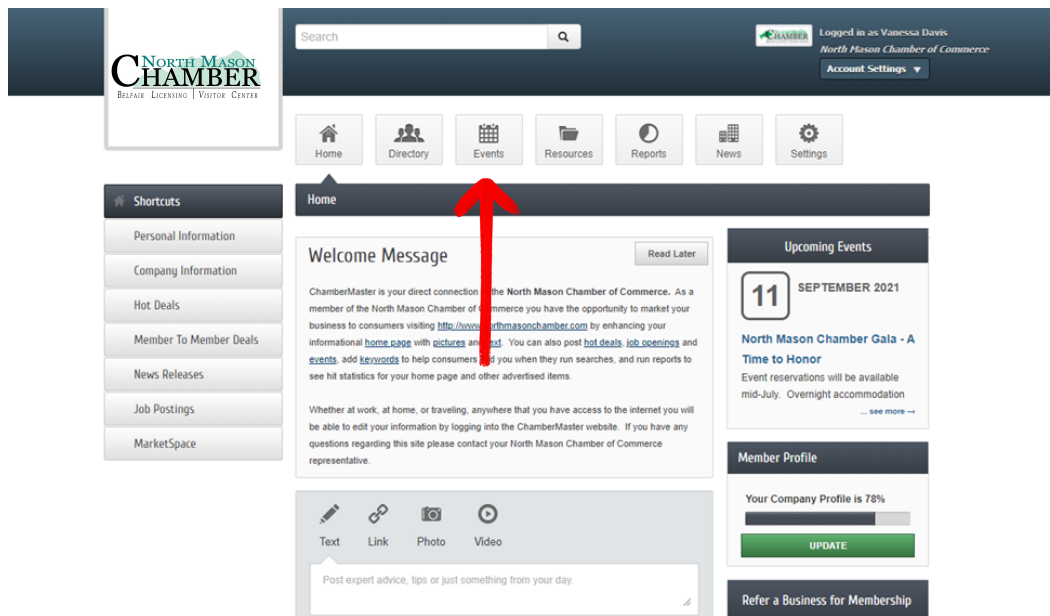 NORTH MASON
CHAMBER
BELFAIR LICENSING | VISITOR CENTER
Search
CHAMBER
Logged in as Vanessa Davis
North Mason Chamber of Commerce
Account Settings
Home
Directory
Events
Resources
Reports
News
Settings
Shortcuts
Personal Information
Company Information
Hot Deals
Member To Member Deals
News Releases
Job Postings
MarketSpace
Home
Welcome Message
Read Later
ChamberMaster is your direct connection the North Mason Chamber of Commerce. As a
member of the North Mason Chamber of merce you have the opportunity to market your
business to consumers visiting http://www. orthmasonchamber.com by enhancing your
informational home page with pictures an ext. You can also post hot deals, job openings and
events, add keywords to help consumers d you when they run searches, and run reports to
see hit statistics for your home page and other advertised items.
Whether at work, at home, or traveling, anywhere that you have access to the internet you will
be able to edit your information by logging into the ChamberMaster website. If you have any
questions regarding this site please contact your North Mason Chamber of Commerce
representative.
Text
Link
Photo
Video
Post expert advice, tips or just something from your day.
Upcoming Events
11
SEPTEMBER 2021
North Mason Chamber Gala - A
Time to Honor
Event reservations will be available
mid-July. Overnight accommodation
... see more →
Member Profile
Your Company Profile is 78%
UPDATE
Refer a Business for Membership